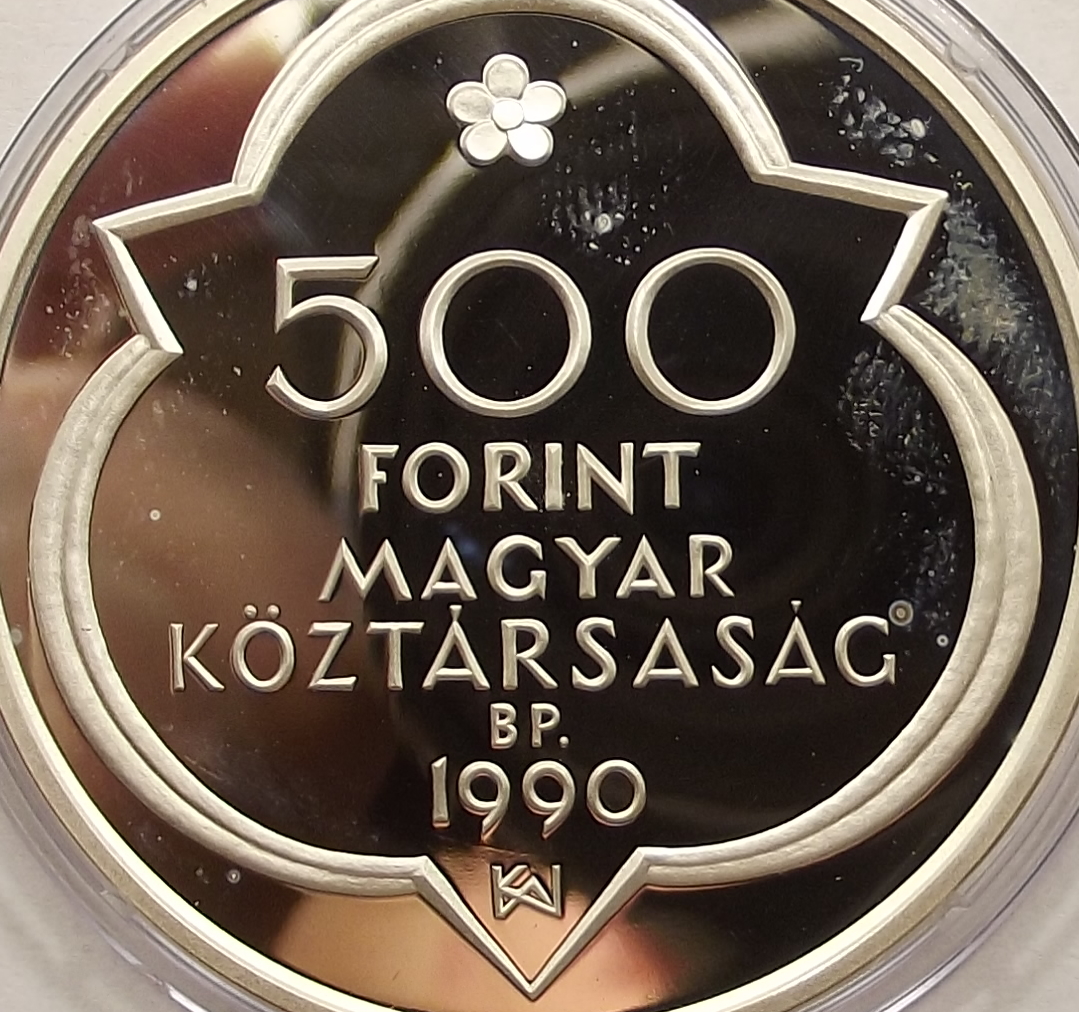 500
FORINT
MAGYAR
KÖZTÁRSASÁG
BP.
1990